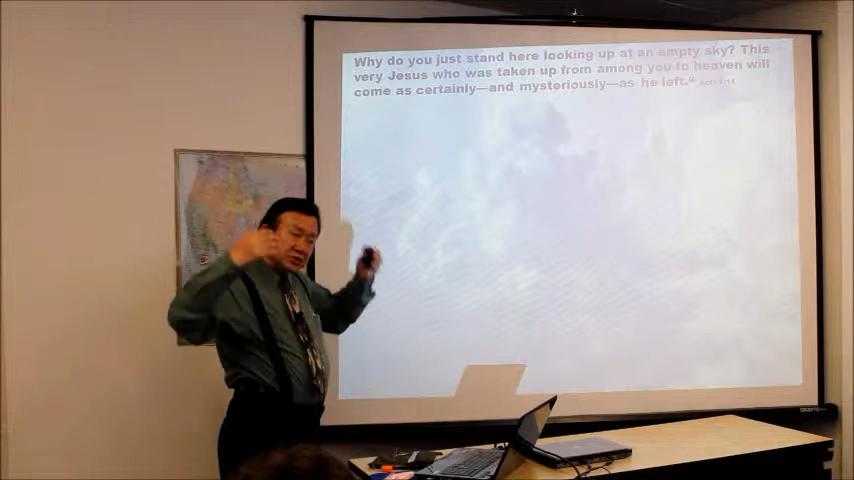 Why do you just stand here looking up at an empty sky? This
very Jesus who was taken up from among you to heaven will
come as certainly—and mysteriously—as he left."